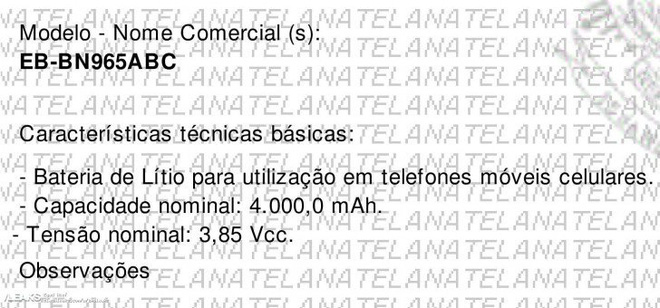 Modelo - Nome Comercial (s):
EB-BN965ABC
Características técnicas básicas:
- Bateria de Lítio para utilização em telefones móveis celulares.
- Capacidade nominal: 4.000,0 mAh.
- Tensão nominal: 3,85 Vcc.
Observações